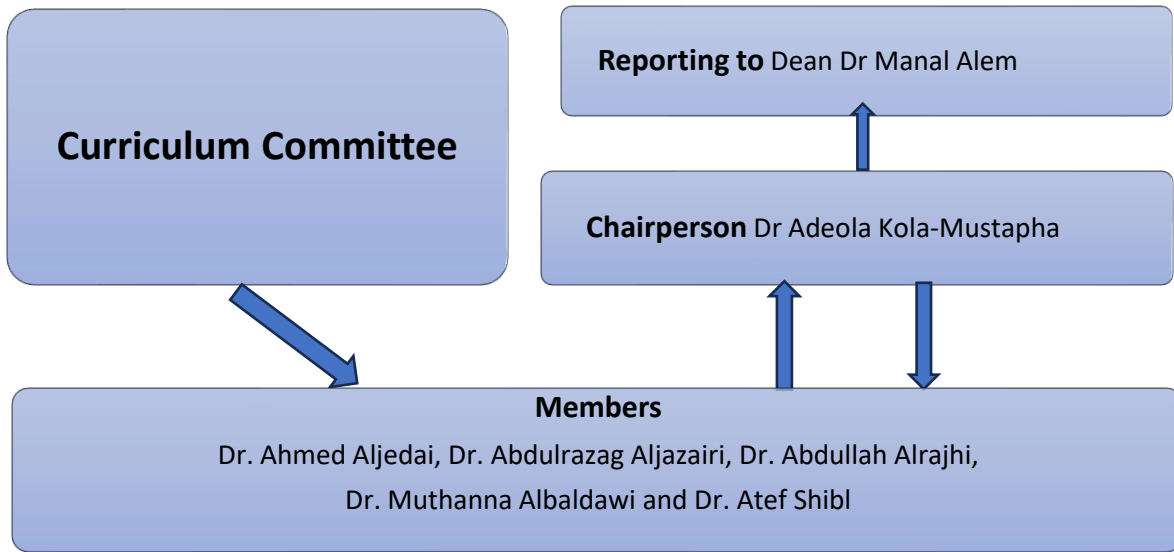 Curriculum Committee
Reporting to Dean Dr Manal Alem
Chairperson Dr Adeola Kola-Mustapha
Members
Dr. Ahmed Aljedai, Dr. Abdulrazag Aljazairi, Dr. Abdullah Alrajhi,
Dr. Muthanna Albaldawi and Dr. Atef Shibl